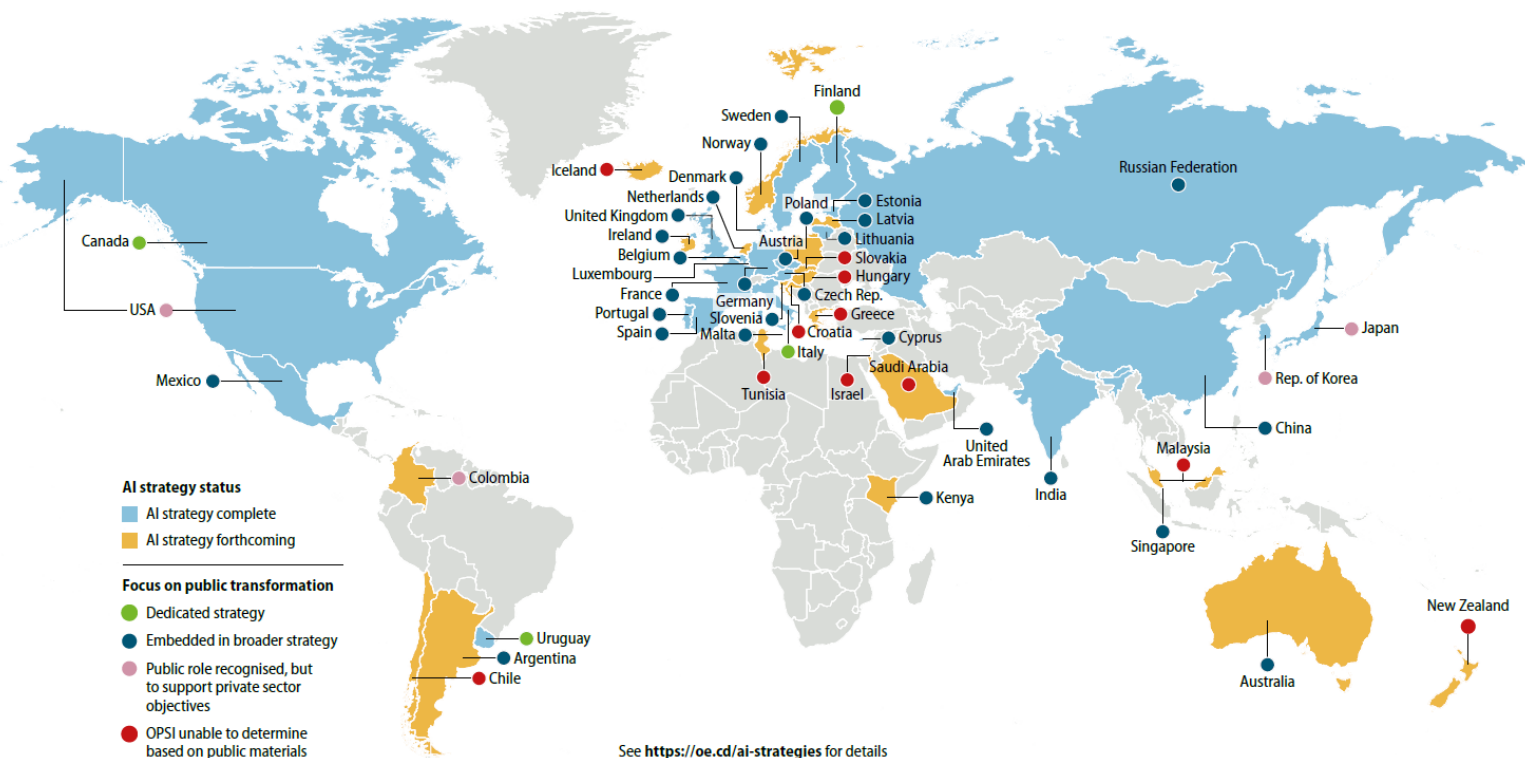 Finland
Sweden
Norway
Iceland
Denmark
Netherlands
United Kingdom
Ireland
Belgium
Luxembourg
France
Portugal
Spain
Germany
Slovenia
Malta
Poland
Austria
Estonia
Latvia
Lithuania
Slovakia
Hungary
Czech Rep.
Greece
Croatia
Italy
Cyprus
Tunisia
Israel
Saudi Arabia
United
Arab Emirates
Kenya
Russian Federation
Canada
USA
Mexico
Colombia
Uruguay
Argentina
Chile
India
Japan
Rep. of Korea
China
Malaysia
Singapore
Australia
New Zealand
AI strategy status
AI strategy complete
AI strategy forthcoming
Focus on public transformation
Dedicated strategy
Embedded in broader strategy
Public role recognised, but
to support private sector
objectives
OPSI unable to determine
based on public materials
See https://oe.cd/ai-strategies for details